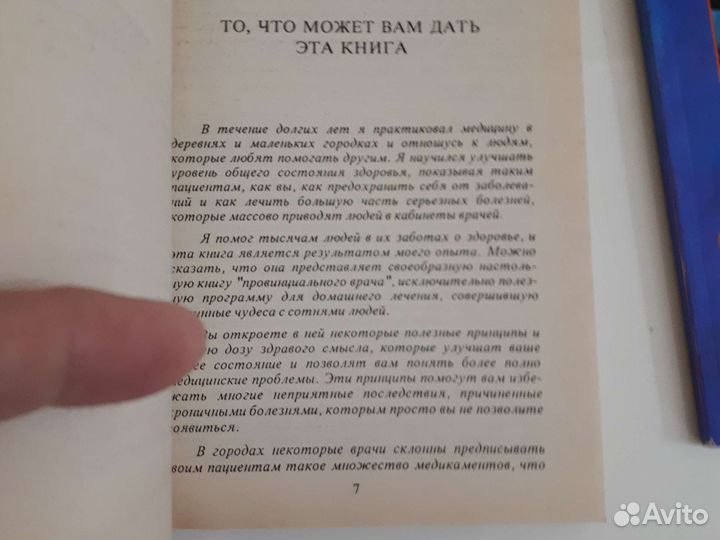 ТО, ЧТО МОЖЕТ ВАМ ДАТЬ
ЭТА КНИГА
В течение долгих лет я практиковал медицину в
деревнях и маленьких городках и отношусь к людям,
которые любят помогать другим. Я научился улучшать
уровень общего состояния здоровья, показывая таким
пациентам, как вы, как предохранить себя от заболева-
ний и как лечить большую часть серьезных болезней,
которые массово приводят людей в кабинеты врачей.
Я помог тысячам людей в их заботах о здоровье, и
эта книга является результатом моего опыта. Можно
сказать, что она представляет своеобразную настоль-
ную книгу "провинциального врача", исключительно полез-
ную программу для домашнего лечения, совершившую
чудеса с сотнями людей.
Вы откроете в ней некоторые полезные принципы и
дозу здравого смысла, которые улучшат ваше
состояние и позволят вам понять более полно
медицинские проблемы. Эти принципы помогут вам избе-
жать многие неприятные последствия, причиненные
хроничными болезнями, которым просто вы не позволите
появиться.
В городах некоторые врачи склонны предписывать
своим пациентам такое множество медикаментов, что
7
Avito